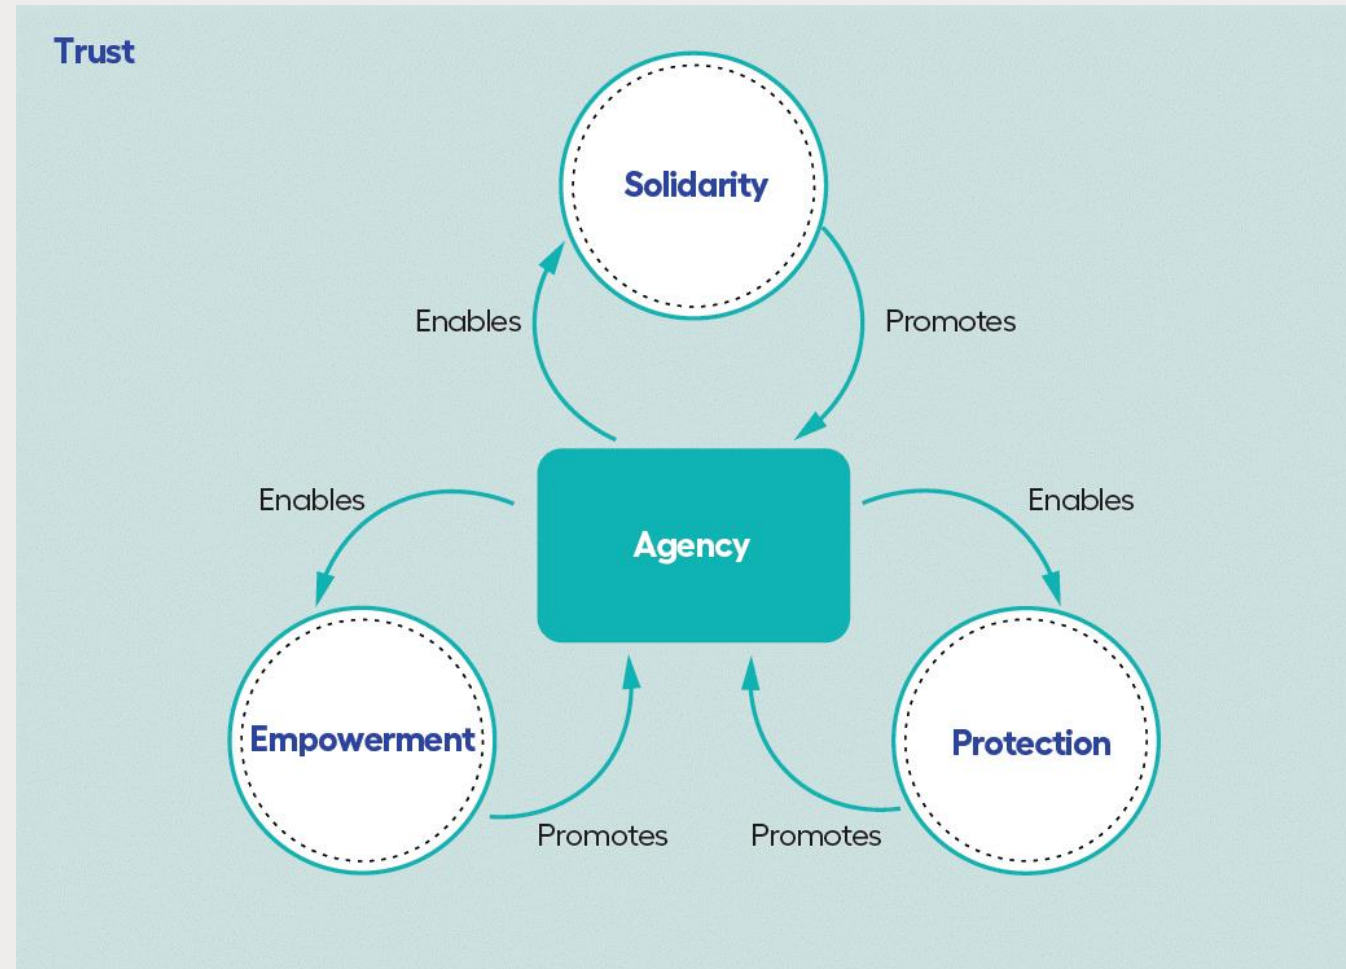 Trust
Solidarity
Enables
Promotes
Enables
Enables
Agency
Empowerment
Protection
Promotes
Promotes